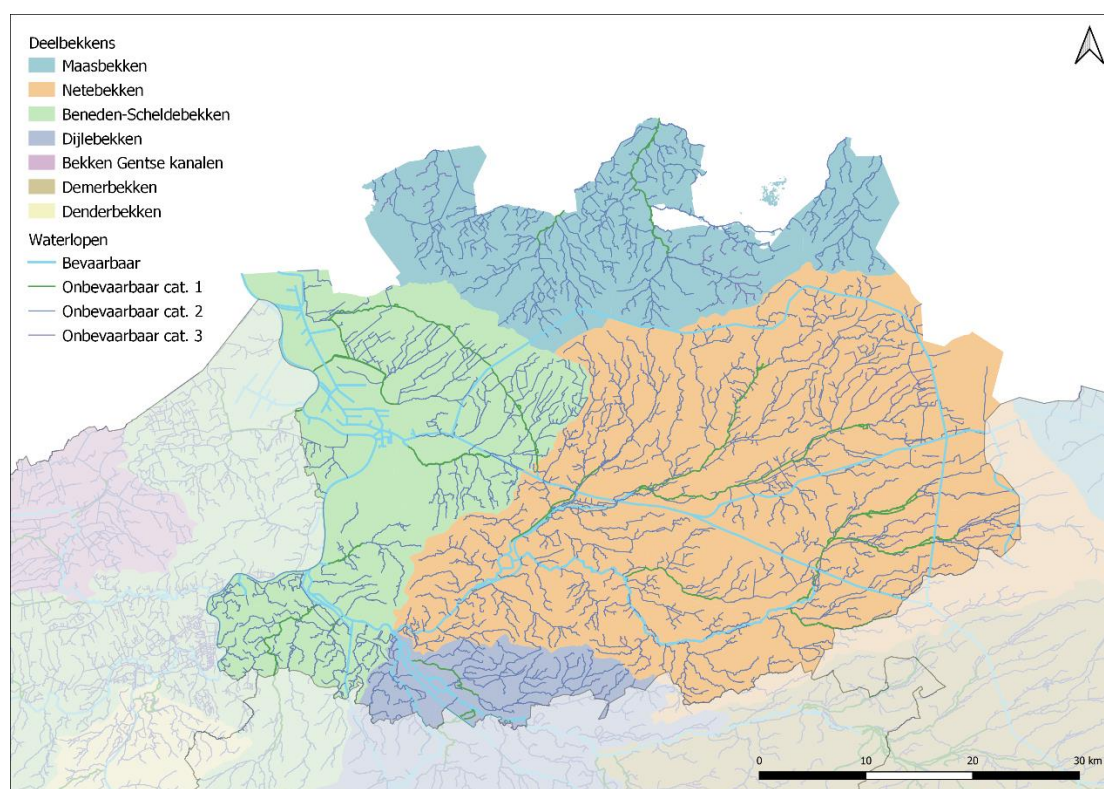 Deelbekkens
Maasbekken
Netebekken
Beneden-Scheldebekken
Dijlebekken
Bekken Gentse kanalen
Demerbekken
Denderbekken
Waterlopen
Bevaarbaar
Onbevaarbaar cat. 1
Onbevaarbaar cat. 2
Onbevaarbaar cat. 3
0 10 20 30 km